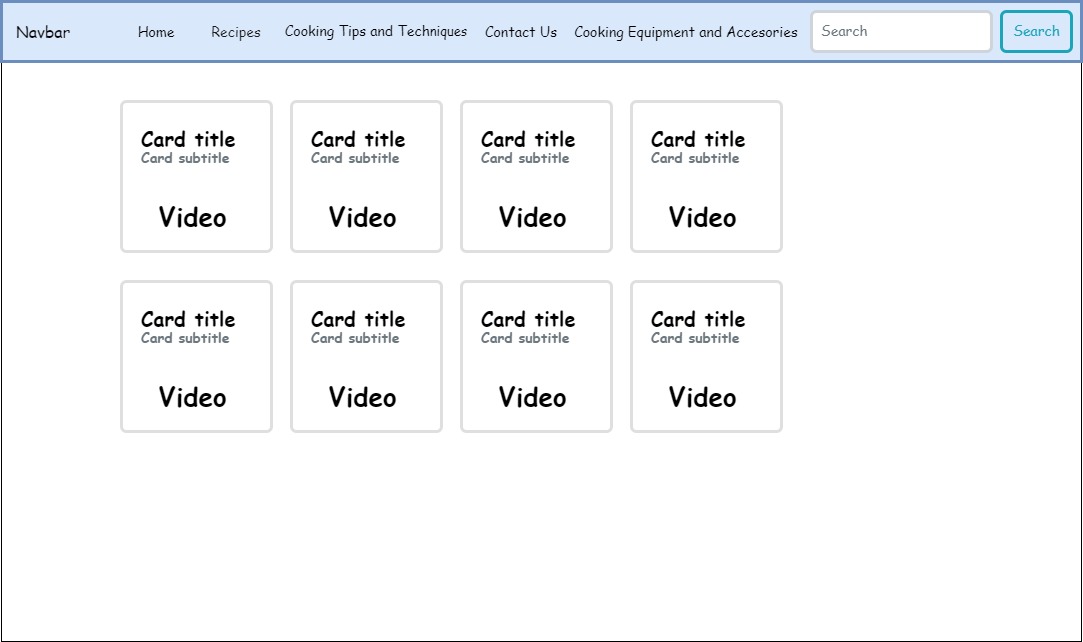 Navbar Home Recipes Cooking Tips and Techniques Contact Us Cooking Equipment and Accesories Search Search
Card title Card title Card title Card title
Card subtitle Card subtitle Card subtitle Card subtitle
Video Video Video Video
Card title Card title Card title Card title
Card subtitle Card subtitle Card subtitle Card subtitle
Video Video Video Video